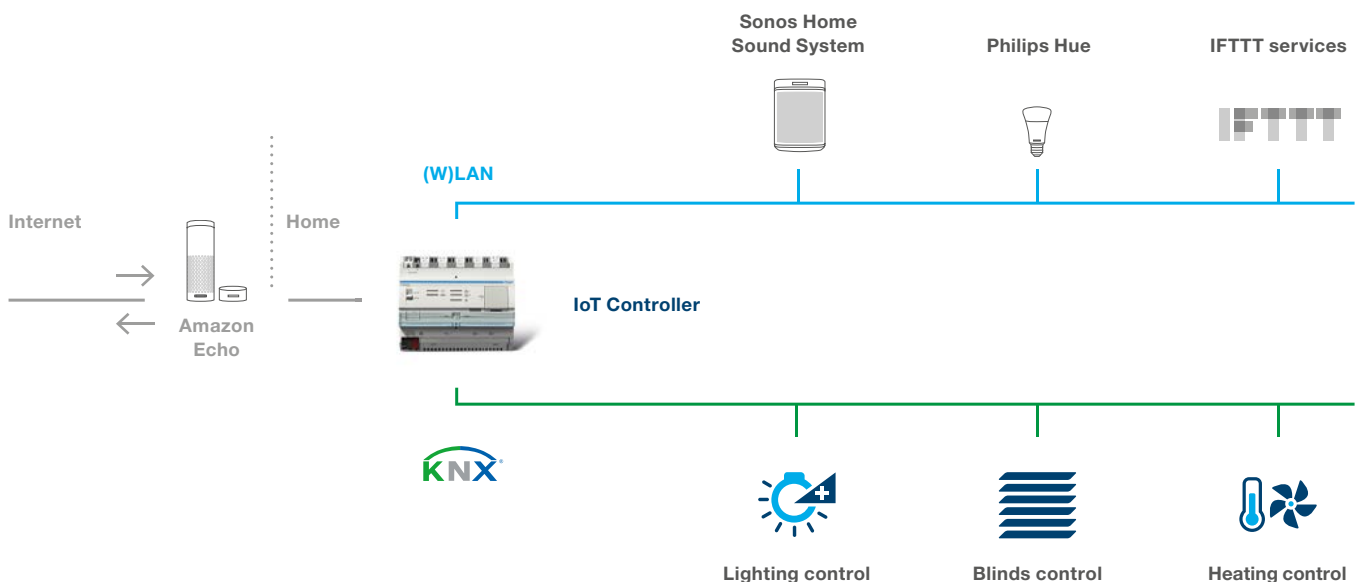 Sonos Home
Sound System
Philips Hue
IFTTT services
IFTTT
(W)LAN
Internet
Home
IoT Controller
Amazon
Echo
KNX®
Lighting control
Blinds control
Heating control